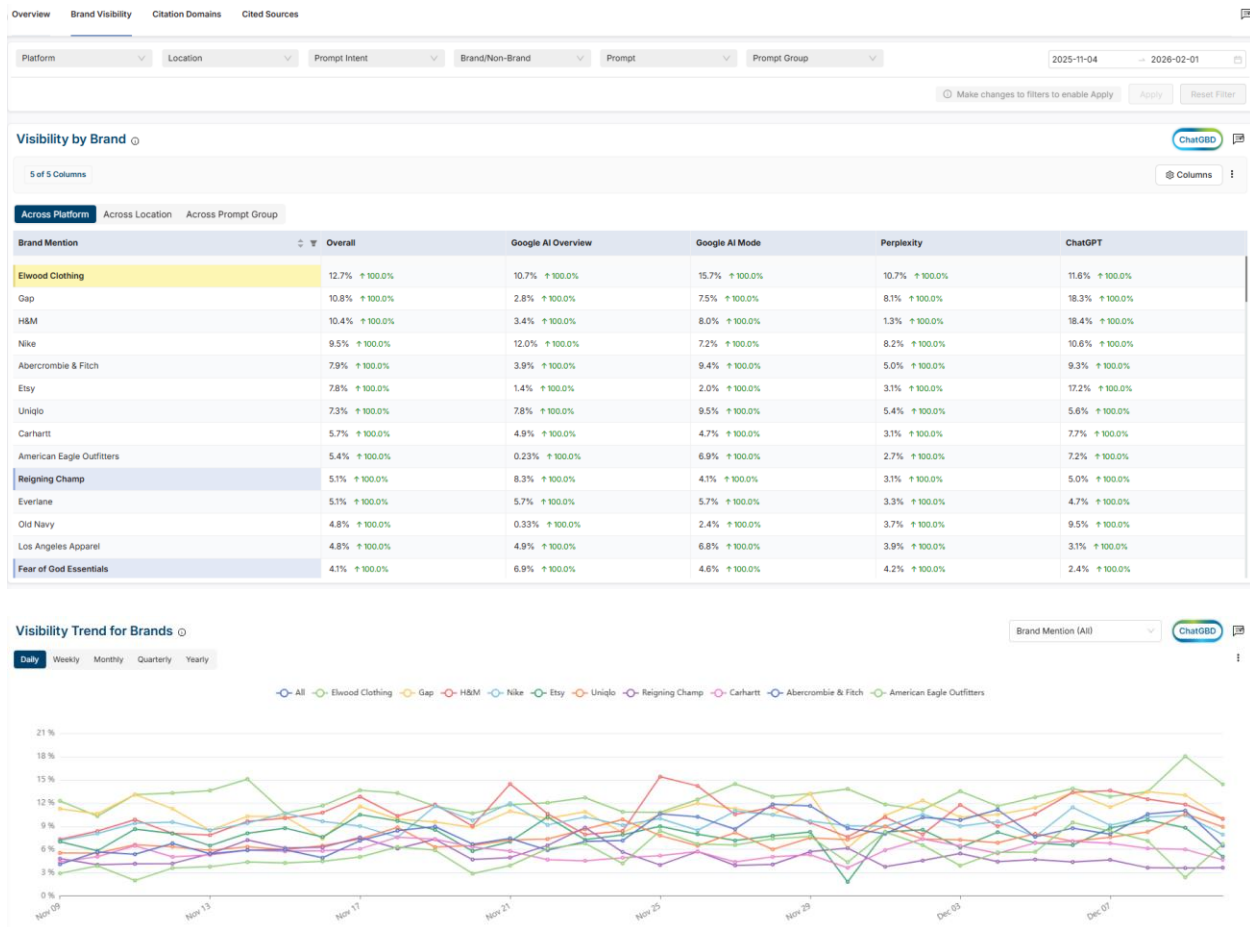 Overview Brand Visibility Citation Domains Cited Sources
Platform Location Prompt Intent Brand/Non-Brand Prompt Prompt Group 2025-11-04 → 2026-02-01
Make changes to filters to enable Apply Apply Reset Filter
Visibility by Brand
ChatGBD
5 of 5 Columns
Columns
Across Platform Across Location Across Prompt Group
Brand Mention Overall Google AI Overview Google AI Mode Perplexity ChatGPT
Elwood Clothing 12.7% ↑ 100.0% 10.7% ↑ 100.0% 15.7% ↑ 100.0% 10.7% ↑ 100.0% 11.6% ↑ 100.0%
Gap 10.8% ↑ 100.0% 2.8% ↑ 100.0% 7.5% ↑ 100.0% 8.1% ↑ 100.0% 18.3% ↑ 100.0%
H&M 10.4% ↑ 100.0% 3.4% ↑ 100.0% 8.0% ↑ 100.0% 1.3% ↑ 100.0% 18.4% ↑ 100.0%
Nike 9.5% ↑ 100.0% 12.0% ↑ 100.0% 7.2% ↑ 100.0% 8.2% ↑ 100.0% 10.6% ↑ 100.0%
Abercrombie & Fitch 7.9% ↑ 100.0% 3.9% ↑ 100.0% 9.4% ↑ 100.0% 5.0% ↑ 100.0% 9.3% ↑ 100.0%
Etsy 7.8% ↑ 100.0% 1.4% ↑ 100.0% 2.0% ↑ 100.0% 3.1% ↑ 100.0% 17.2% ↑ 100.0%
Uniqlo 7.3% ↑ 100.0% 7.8% ↑ 100.0% 9.5% ↑ 100.0% 5.4% ↑ 100.0% 5.6% ↑ 100.0%
Carhartt 5.7% ↑ 100.0% 4.9% ↑ 100.0% 4.7% ↑ 100.0% 3.1% ↑ 100.0% 7.7% ↑ 100.0%
American Eagle Outfitters 5.4% ↑ 100.0% 0.23% ↑ 100.0% 6.9% ↑ 100.0% 2.7% ↑ 100.0% 7.2% ↑ 100.0%
Reigning Champ 5.1% ↑ 100.0% 8.3% ↑ 100.0% 4.1% ↑ 100.0% 3.1% ↑ 100.0% 5.0% ↑ 100.0%
Everlane 5.1% ↑ 100.0% 5.7% ↑ 100.0% 5.7% ↑ 100.0% 3.3% ↑ 100.0% 4.7% ↑ 100.0%
Old Navy 4.8% ↑ 100.0% 0.33% ↑ 100.0% 2.4% ↑ 100.0% 3.7% ↑ 100.0% 9.5% ↑ 100.0%
Los Angeles Apparel 4.8% ↑ 100.0% 4.9% ↑ 100.0% 6.8% ↑ 100.0% 3.9% ↑ 100.0% 3.1% ↑ 100.0%
Fear of God Essentials 4.1% ↑ 100.0% 6.9% ↑ 100.0% 4.6% ↑ 100.0% 4.2% ↑ 100.0% 2.4% ↑ 100.0%
Visibility Trend for Brands
Brand Mention (All)
ChatGBD
Daily Weekly Monthly Quarterly Yearly
All Elwood Clothing Gap H&M Nike Etsy Uniqlo Reigning Champ Carhartt Abercrombie & Fitch American Eagle Outfitters
21 %
18 %
15 %
12 %
9 %
6 %
3 %
0 %
Nov 09 Nov 13 Nov 17 Nov 21 Nov 25 Nov 29 Dec 03 Dec 07